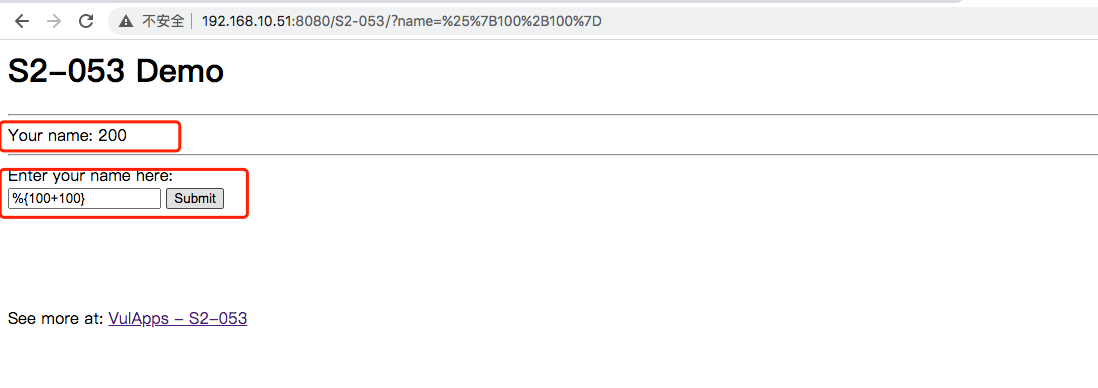 不安全 192.168.10.51:8080/S2-053/?name=%25%7B100%2B100%7D
S2-053 Demo
Your name: 200
Enter your name here:
%{100+100} Submit
See more at: VulApps - S2-053